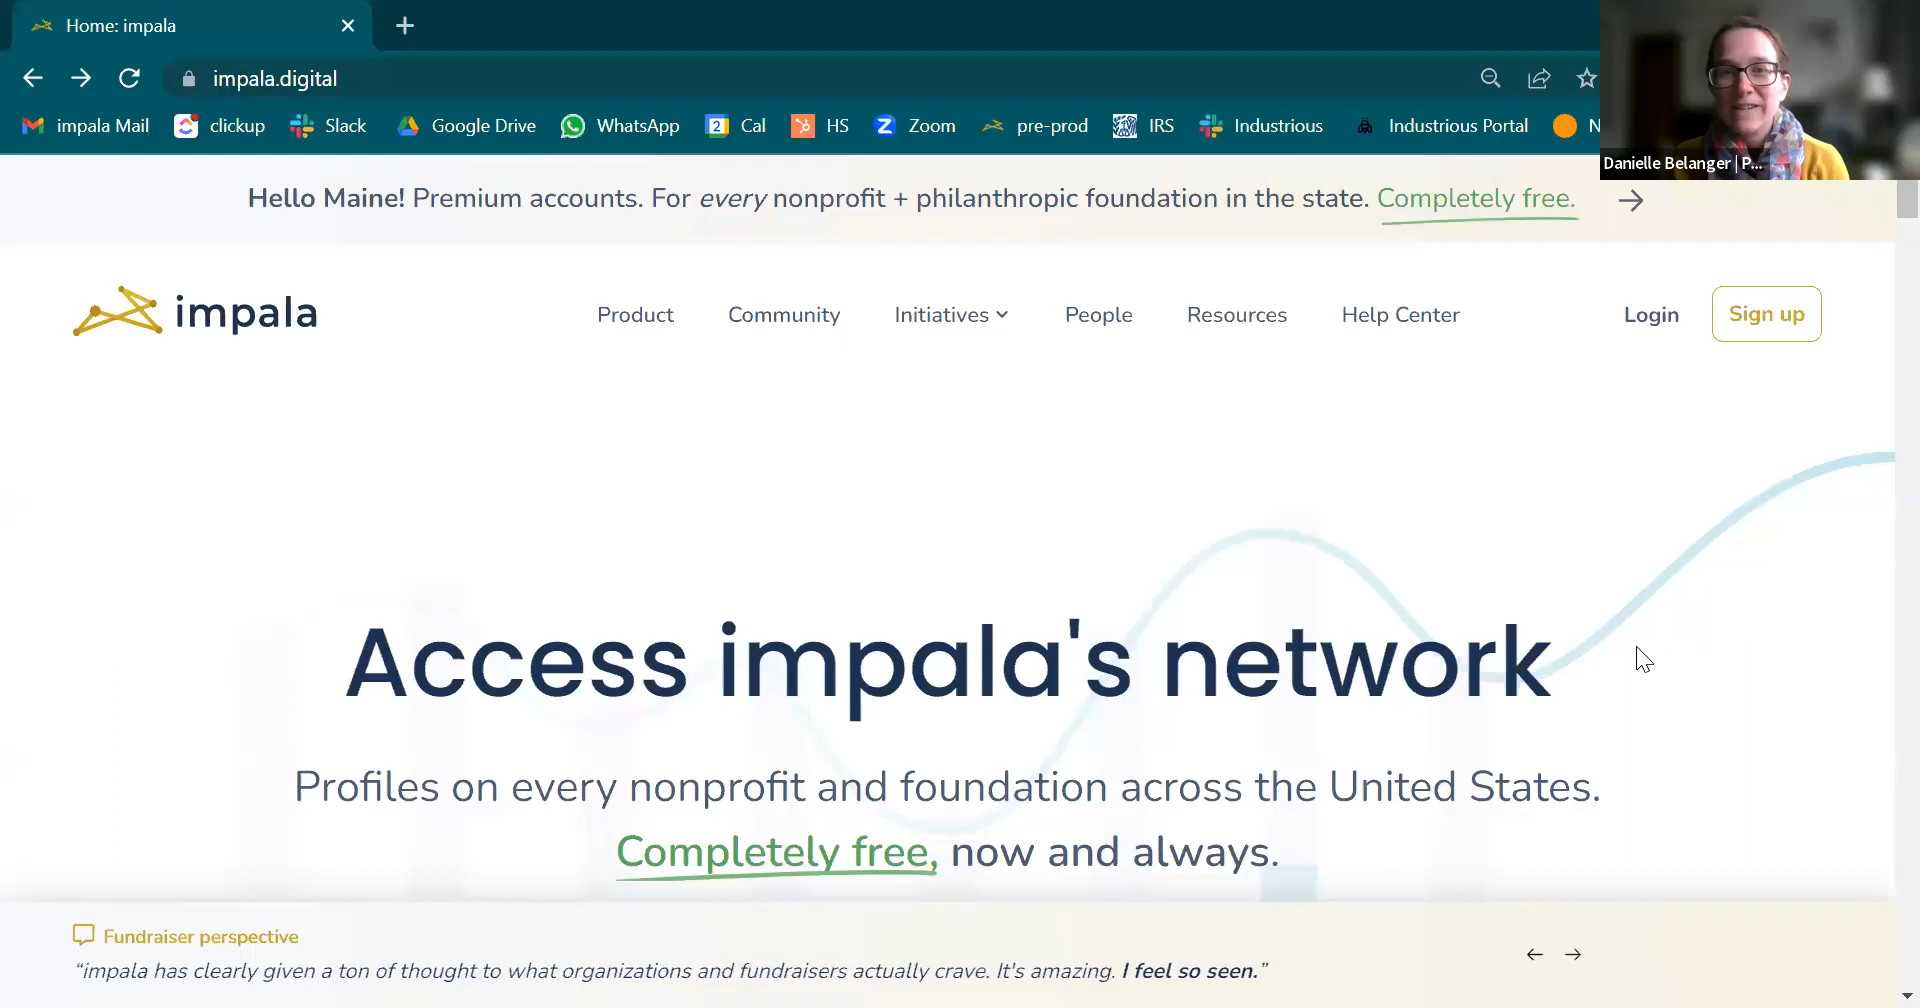 Home: impala
impala.digital
impala Mail clickup Slack Google Drive WhatsApp 2 Cal HS Zoom pre-prod IRS Industrious Industrious Portal N
Danielle Belanger | P...
Hello Maine! Premium accounts. For every nonprofit + philanthropic foundation in the state. Completely free.
impala Product Community Initiatives People Resources Help Center Login Sign up
Access impala's network
Profiles on every nonprofit and foundation across the United States.
Completely free, now and always.
Fundraiser perspective
“impala has clearly given a ton of thought to what organizations and fundraisers actually crave. It's amazing. I feel so seen.”